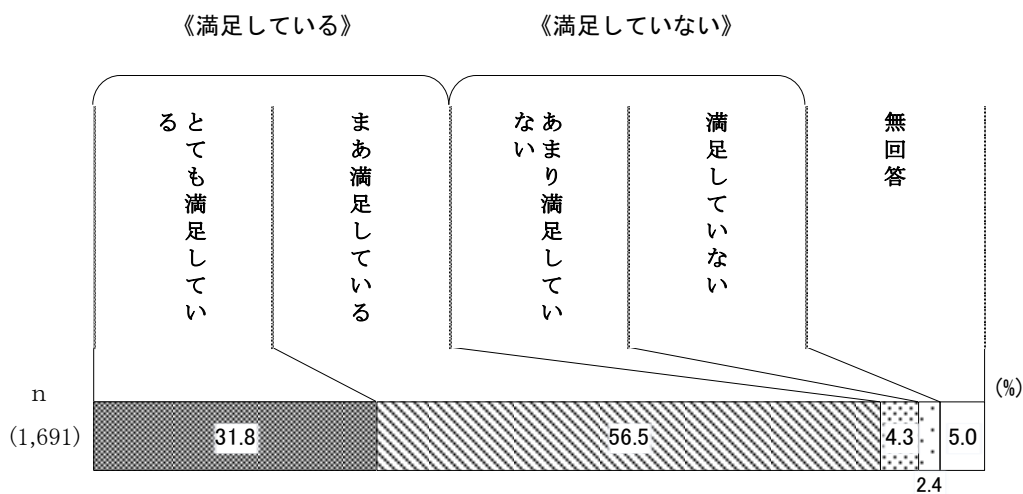 《満足している》
《満足していない》
とても満足してい
る
まあ満足している
あまり満足してい
ない
満足していない
無回答
(%)
n
(1,691)
31.8
56.5
4.3
5.0
2.4